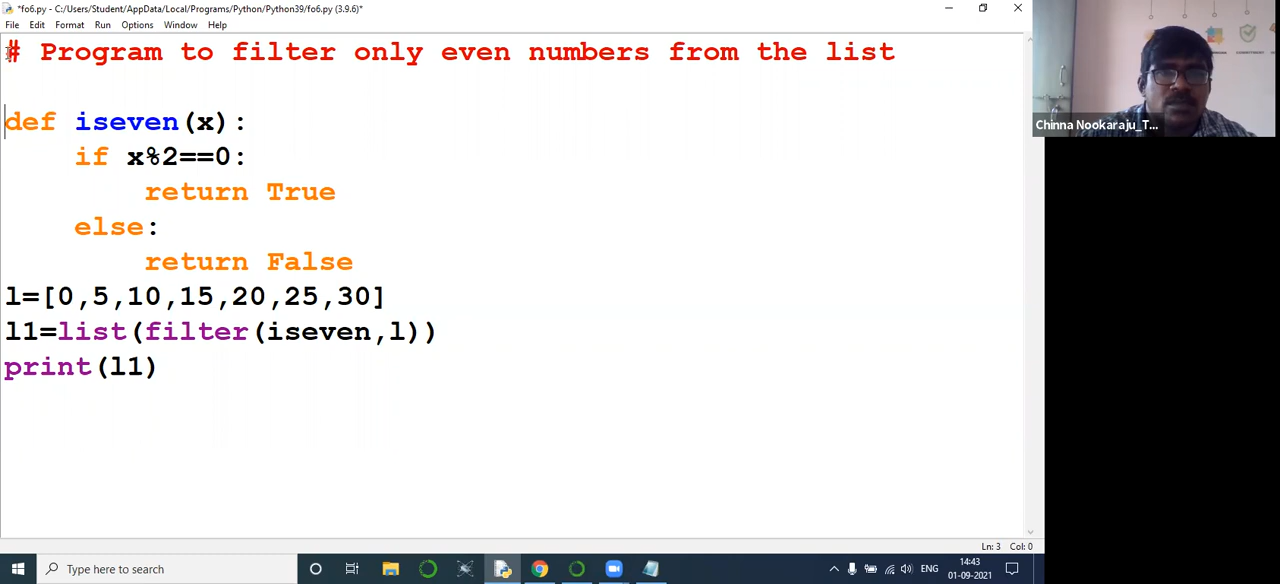 *fo6.py - C:/Users/Student/AppData/Local/Programs/Python/Python39/fo6.py (3.9.6)*
File Edit Format Run Options Window Help
# Program to filter only even numbers from the list
def iseven(x):
if x%2==0:
return True
else:
return False
l=[0,5,10,15,20,25,30]
l1=list(filter(iseven,l))
print(l1)
Chinna Nookaraju_T...
Ln: 3 Col: 0
Type here to search
ENG
14:43
01-09-2021